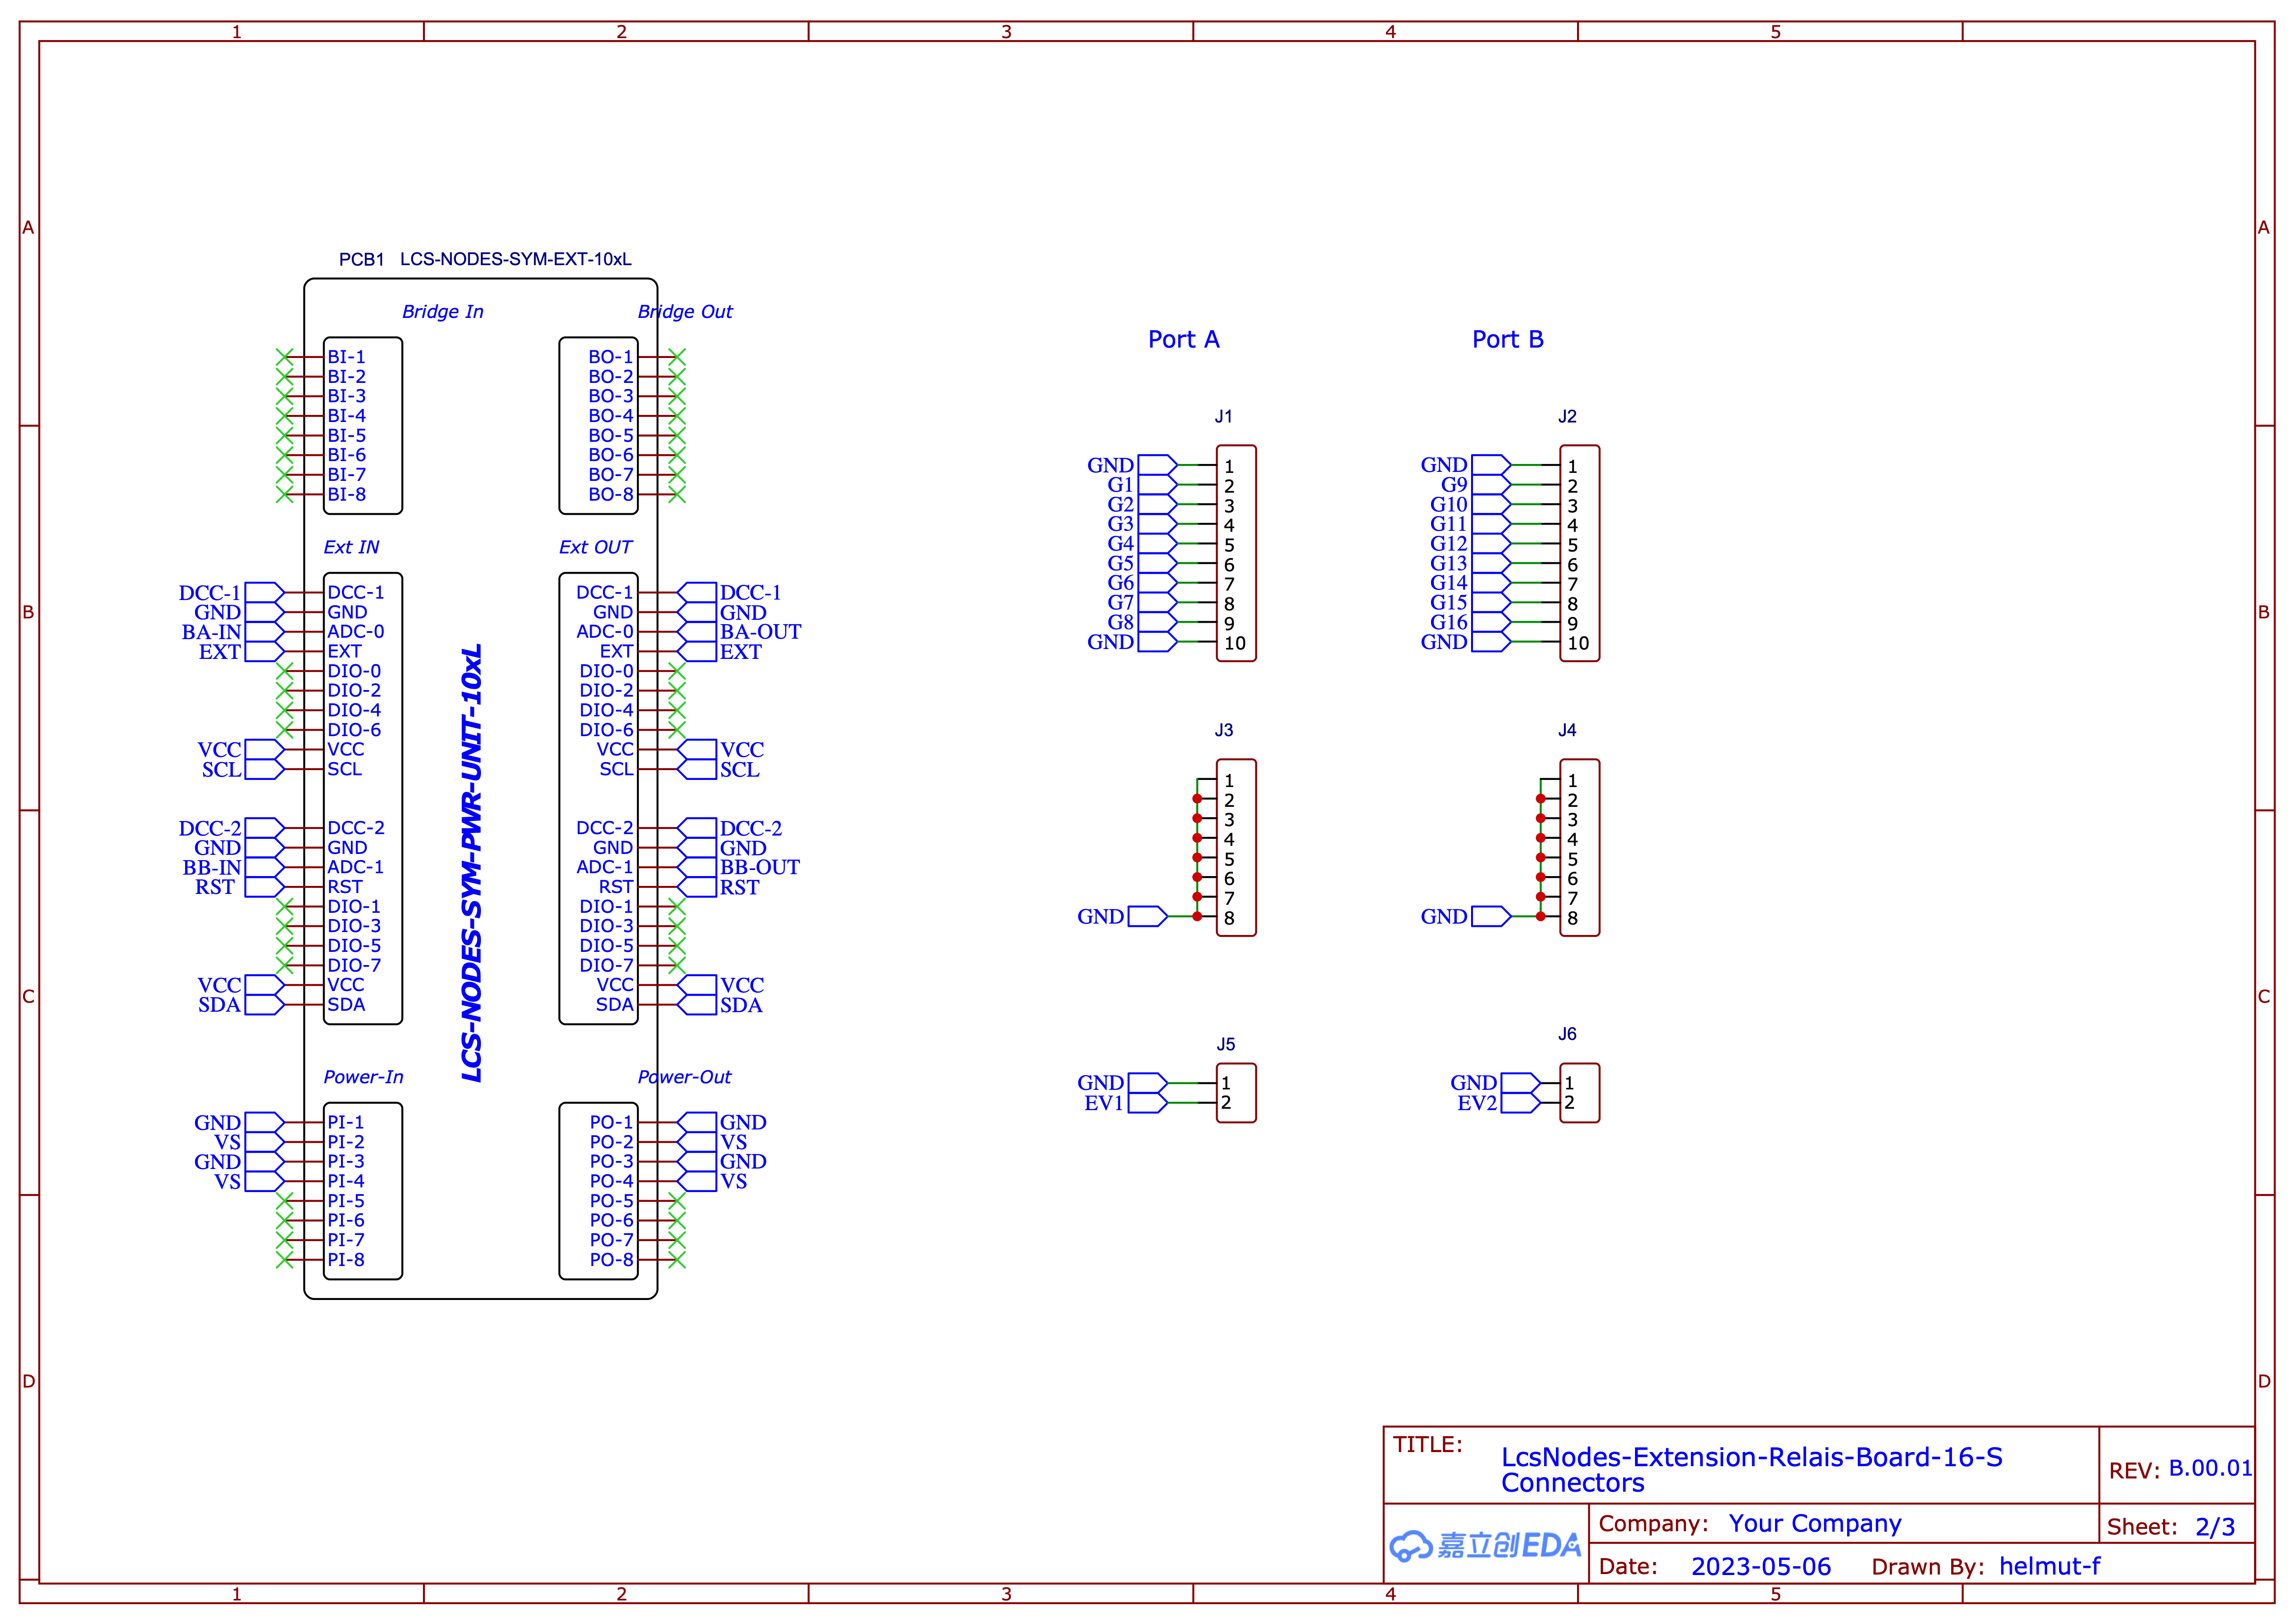 1 2 3 4 5
A A
PCB1 LCS-NODES-SYM-EXT-10xL
Bridge In Bridge Out
BI-1 BO-1
BI-2 BO-2
BI-3 BO-3
BI-4 BO-4
BI-5 BO-5
BI-6 BO-6
BI-7 BO-7
BI-8 BO-8
Ext IN Ext OUT
DCC-1 DCC-1 DCC-1 DCC-1
GND GND GND GND
BA-IN ADC-0 ADC-0 BA-OUT
EXT EXT EXT EXT
DIO-0 DIO-0
DIO-2 DIO-2
DIO-4 DIO-4
DIO-6 DIO-6
VCC VCC VCC VCC
SCL SCL SCL SCL
DCC-2 DCC-2 DCC-2 DCC-2
GND GND GND GND
BB-IN ADC-1 ADC-1 BB-OUT
RST RST RST RST
DIO-1 DIO-1
DIO-3 DIO-3
DIO-5 DIO-5
DIO-7 DIO-7
VCC VCC VCC VCC
SDA SDA SDA SDA
LCS-NODES-SYM-PWR-UNIT-10xL
Power-In Power-Out
GND PI-1 PO-1 GND
VS PI-2 PO-2 VS
GND PI-3 PO-3 GND
VS PI-4 PO-4 VS
PI-5 PO-5
PI-6 PO-6
PI-7 PO-7
PI-8 PO-8
Port A Port B
J1 J2
GND 1 GND 1
G1 2 G9 2
G2 3 G10 3
G3 4 G11 4
G4 5 G12 5
G5 6 G13 6
G6 7 G14 7
G7 8 G15 8
G8 9 G16 9
GND 10 GND 10
J3 J4
1 1
2 2
3 3
4 4
5 5
6 6
7 7
GND 8 GND 8
J5 J6
GND 1 GND 1
EV1 2 EV2 2
B B
C C
D D
TITLE:
LcsNodes-Extension-Relais-Board-16-S
Connectors
REV: B.00.01
嘉立创EDA
Company: Your Company
Sheet: 2/3
Date: 2023-05-06 Drawn By: helmut-f
1 2 3 4 5